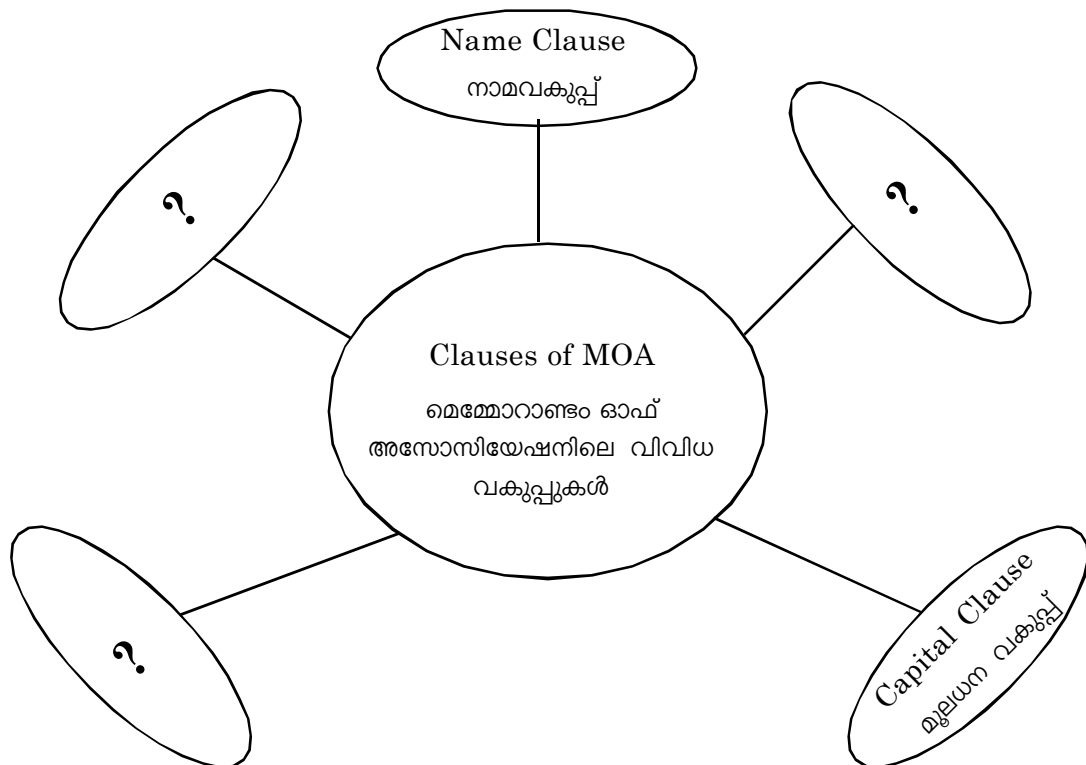 Name Clause
നാമവകുപ്പ്
?
?
Clauses of MOA
മെമ്മോറാണ്ടം ഓഫ്
അസോസിയേഷനിലെ വിവിധ
വകുപ്പുകൾ
?
Capital Clause
മൂലധന വകുപ്പ്